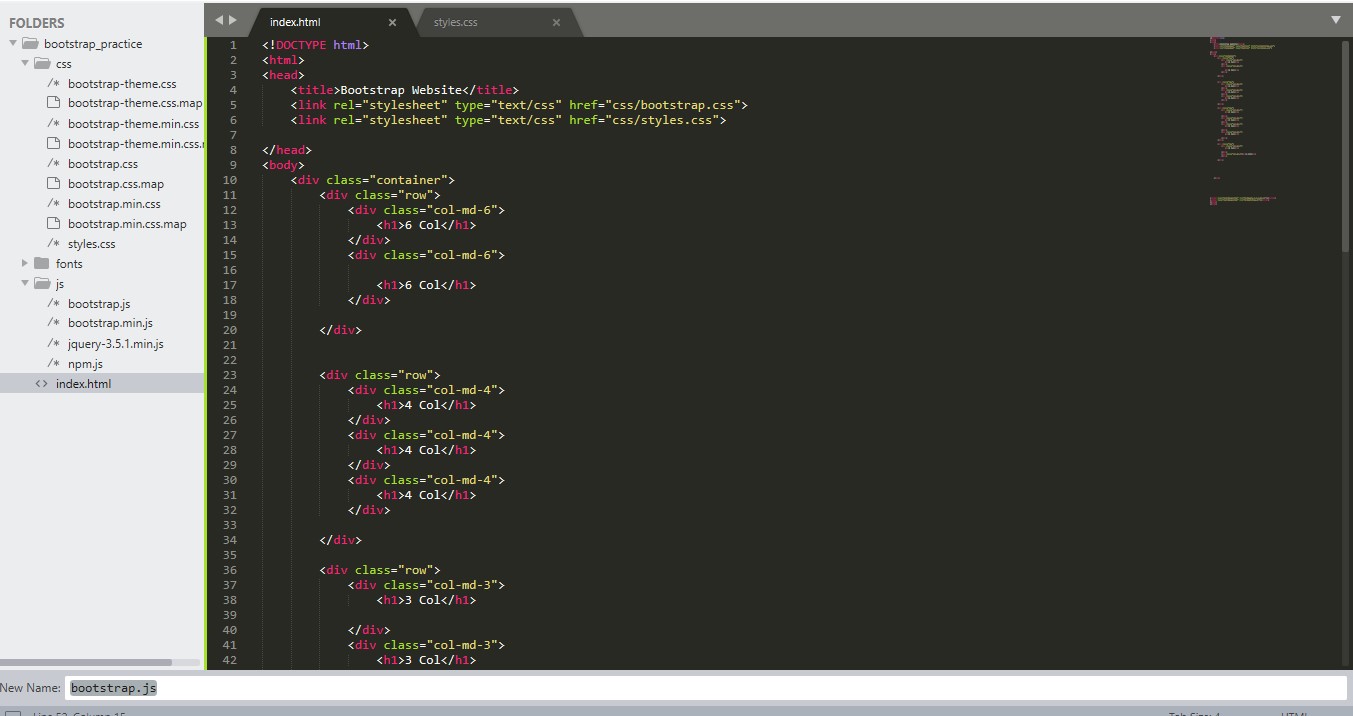 FOLDERS
bootstrap_practice
css
/* bootstrap-theme.css
bootstrap-theme.css.map
/* bootstrap-theme.min.css
bootstrap-theme.min.css.
/* bootstrap.css
bootstrap.css.map
/* bootstrap.min.css
bootstrap.min.css.map
/* styles.css
fonts
js
/* bootstrap.js
/* bootstrap.min.js
/* jquery-3.5.1.min.js
/* npm.js
<> index.html
index.html × styles.css ×
1 <!DOCTYPE html>
2 <html>
3 <head>
4     <title>Bootstrap Website</title>
5     <link rel="stylesheet" type="text/css" href="css/bootstrap.css">
6     <link rel="stylesheet" type="text/css" href="css/styles.css">
7
8 </head>
9 <body>
10     <div class="container">
11         <div class="row">
12             <div class="col-md-6">
13                 <h1>6 Col</h1>
14             </div>
15             <div class="col-md-6">
16
17                 <h1>6 Col</h1>
18             </div>
19
20         </div>
21
22
23         <div class="row">
24             <div class="col-md-4">
25                 <h1>4 Col</h1>
26             </div>
27             <div class="col-md-4">
28                 <h1>4 Col</h1>
29             </div>
30             <div class="col-md-4">
31                 <h1>4 Col</h1>
32             </div>
33
34         </div>
35
36         <div class="row">
37             <div class="col-md-3">
38                 <h1>3 Col</h1>
39
40             </div>
41             <div class="col-md-3">
42                 <h1>3 Col</h1>
New Name: bootstrap.js
Line 52, Column 15 Tab Size: 4 HTML